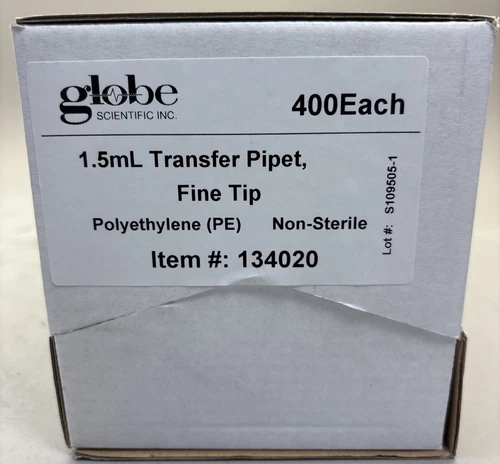 globe
SCIENTIFIC INC.
400Each
1.5mL Transfer Pipet,
Fine Tip
Polyethylene (PE) Non-Sterile
Item #: 134020
Lot #: S109505-1